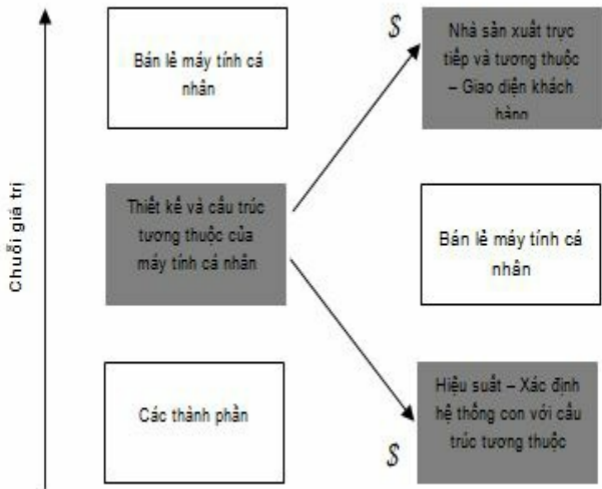 Chuỗi giá trị
Bán lẻ máy tính cá
nhân
Thiết kế và cấu trúc
tương thuộc của
máy tính cá nhân
Các thành phần
$
Nhà sản xuất trực
tiếp và tương thuộc
– Giao diện khách
hàng
Bán lẻ máy tính cá
nhân
Hiệu suất – Xác định
hệ thống con với cấu
trúc tương thuộc
$